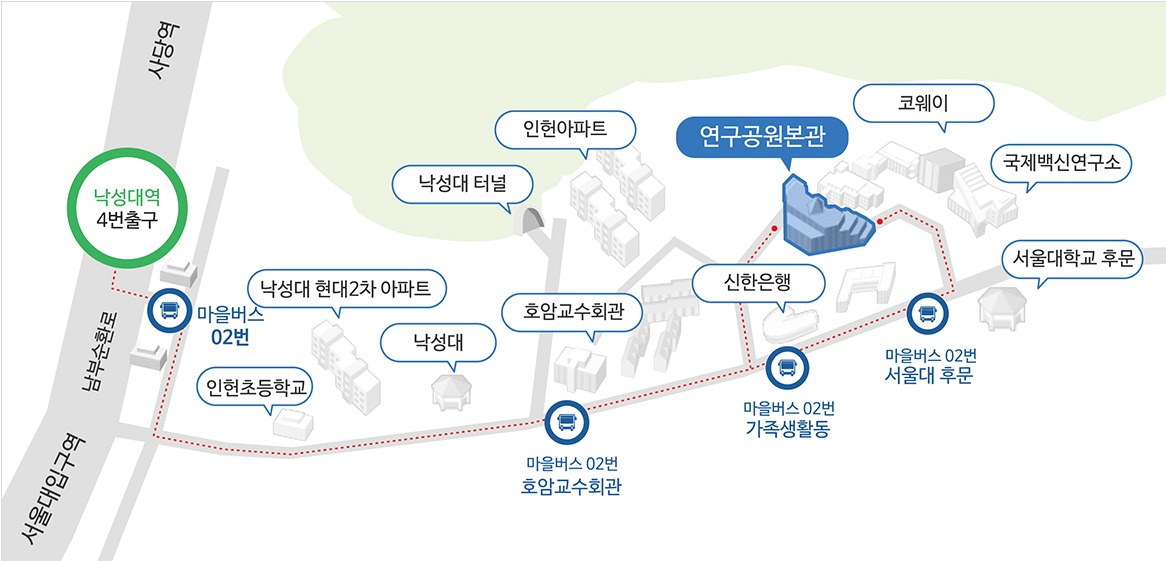 사당역
코웨이
인헌아파트
연구공원본관
국제백신연구소
낙성대 터널
낙성대역
4번출구
서울대학교 후문
낙성대 현대2차 아파트
신한은행
호암교수회관
마을버스
02번
낙성대
남부순환로
인헌초등학교
마을버스 02번
서울대 후문
마을버스 02번
가족생활동
마을버스 02번
호암교수회관
서울대입구역